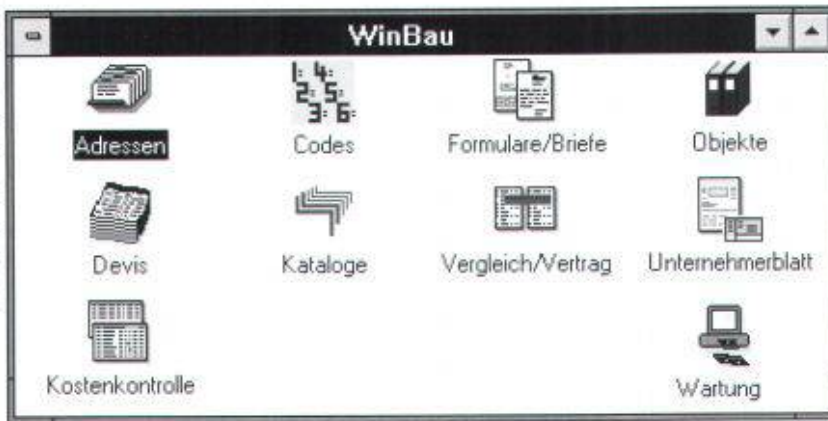 WinBau
Adressen Codes Formulare/Briefe Objekte
Devis Kataloge Vergleich/Vertrag Unternehmerblatt
Kostenkontrolle Wartung